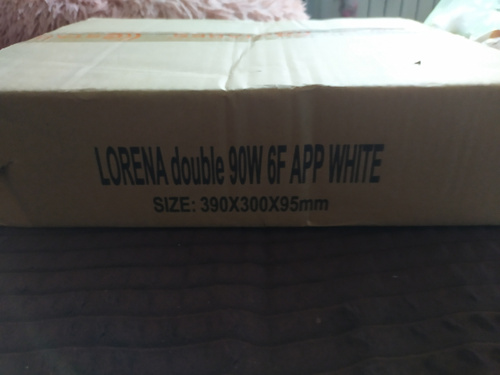 LORENA double 90W 6F APP WHITE
SIZE: 390X300X95mm